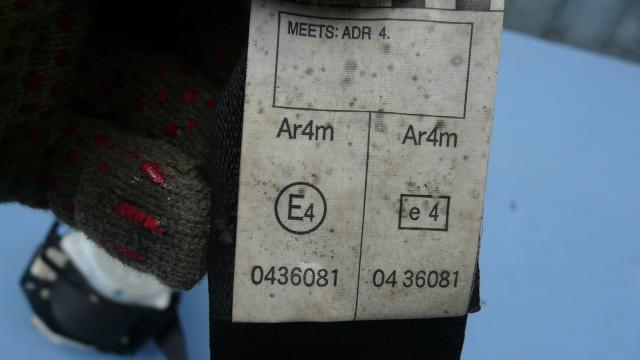 MEETS: ADR 4.
Ar4m Ar4m
E4 e 4
0436081 04 36081